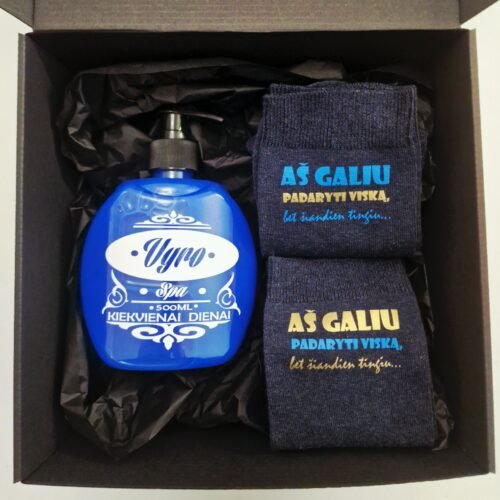 Vyro
Spa
500ML
KIEKVIENAI DIENAI
AŠ GALIU
PADARYTI VISKĄ,
bet šiandien tingiu...
AŠ GALIU
PADARYTI VISKĄ,
bet šiandien tingiu...